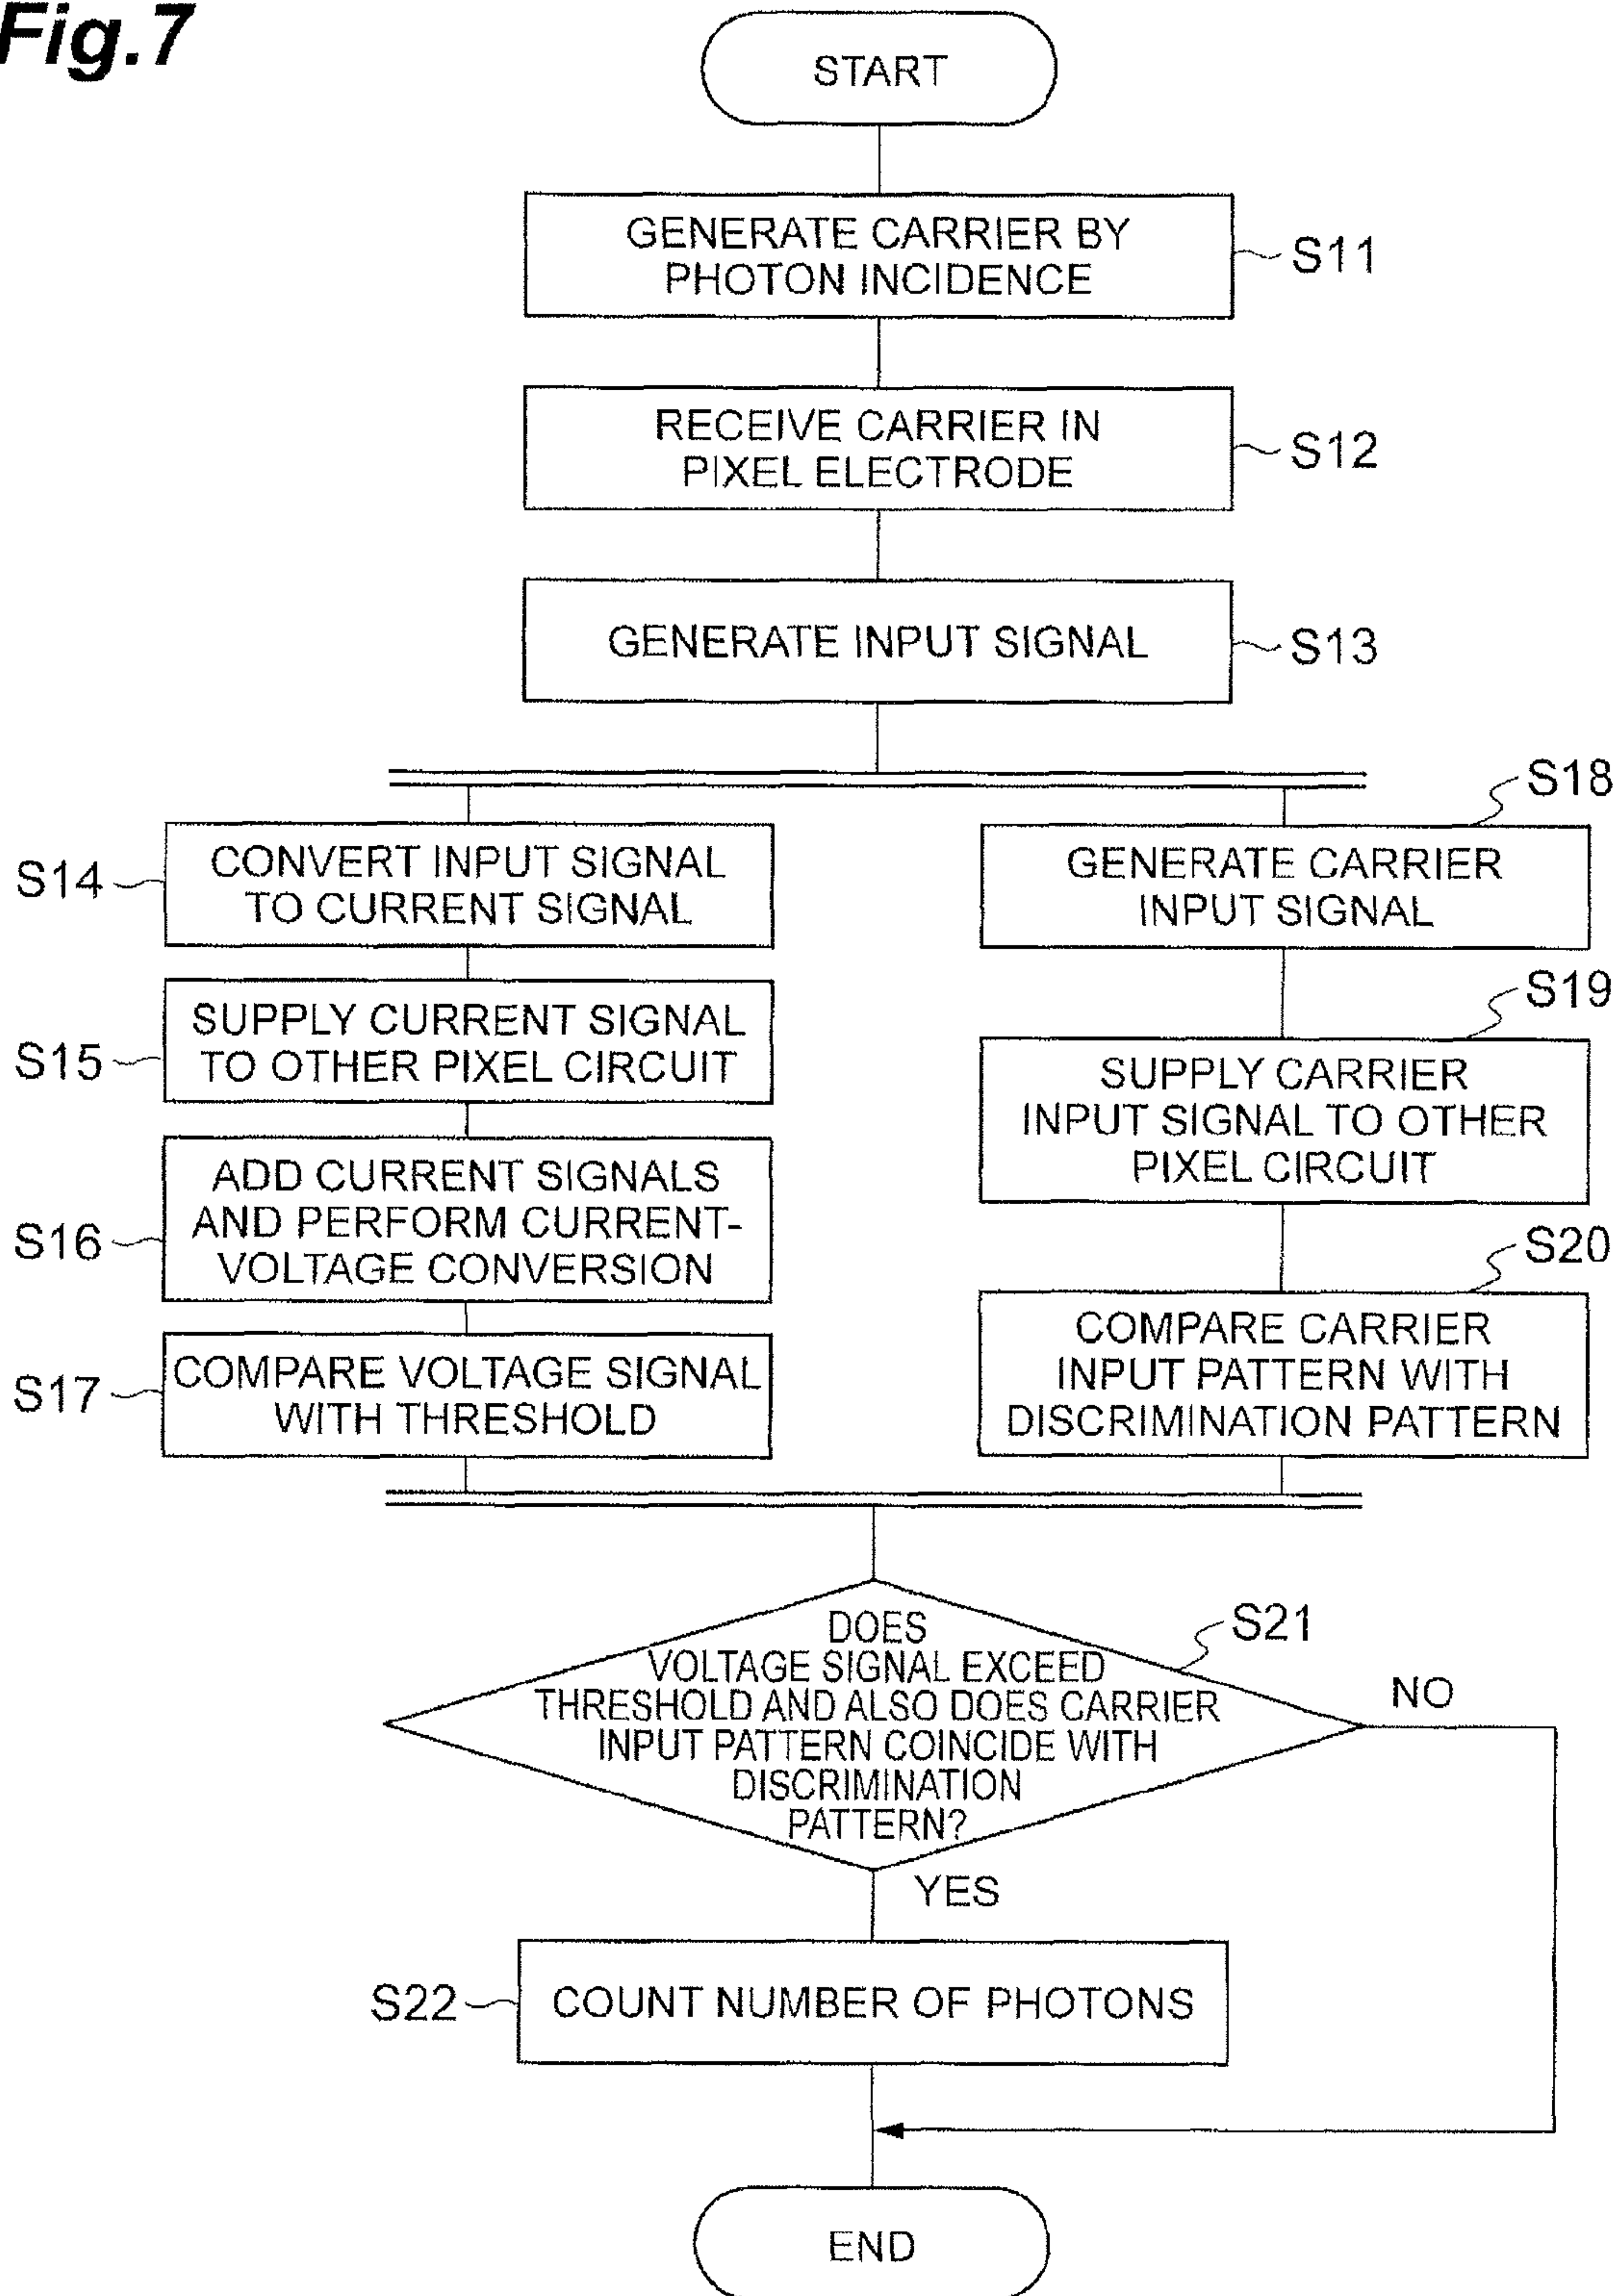 Fig.7
START
GENERATE CARRIER BY
PHOTON INCIDENCE
S11
RECEIVE CARRIER IN
PIXEL ELECTRODE
S12
GENERATE INPUT SIGNAL
S13
S14
CONVERT INPUT SIGNAL
TO CURRENT SIGNAL
S15
SUPPLY CURRENT SIGNAL
TO OTHER PIXEL CIRCUIT
S16
ADD CURRENT SIGNALS
AND PERFORM CURRENT-
VOLTAGE CONVERSION
S17
COMPARE VOLTAGE SIGNAL
WITH THRESHOLD
S18
GENERATE CARRIER
INPUT SIGNAL
S19
SUPPLY CARRIER
INPUT SIGNAL TO OTHER
PIXEL CIRCUIT
S20
COMPARE CARRIER
INPUT PATTERN WITH
DISCRIMINATION PATTERN
S21
DOES
VOLTAGE SIGNAL EXCEED
THRESHOLD AND ALSO DOES CARRIER
INPUT PATTERN COINCIDE WITH
DISCRIMINATION
PATTERN?
NO
YES
S22
COUNT NUMBER OF PHOTONS
END